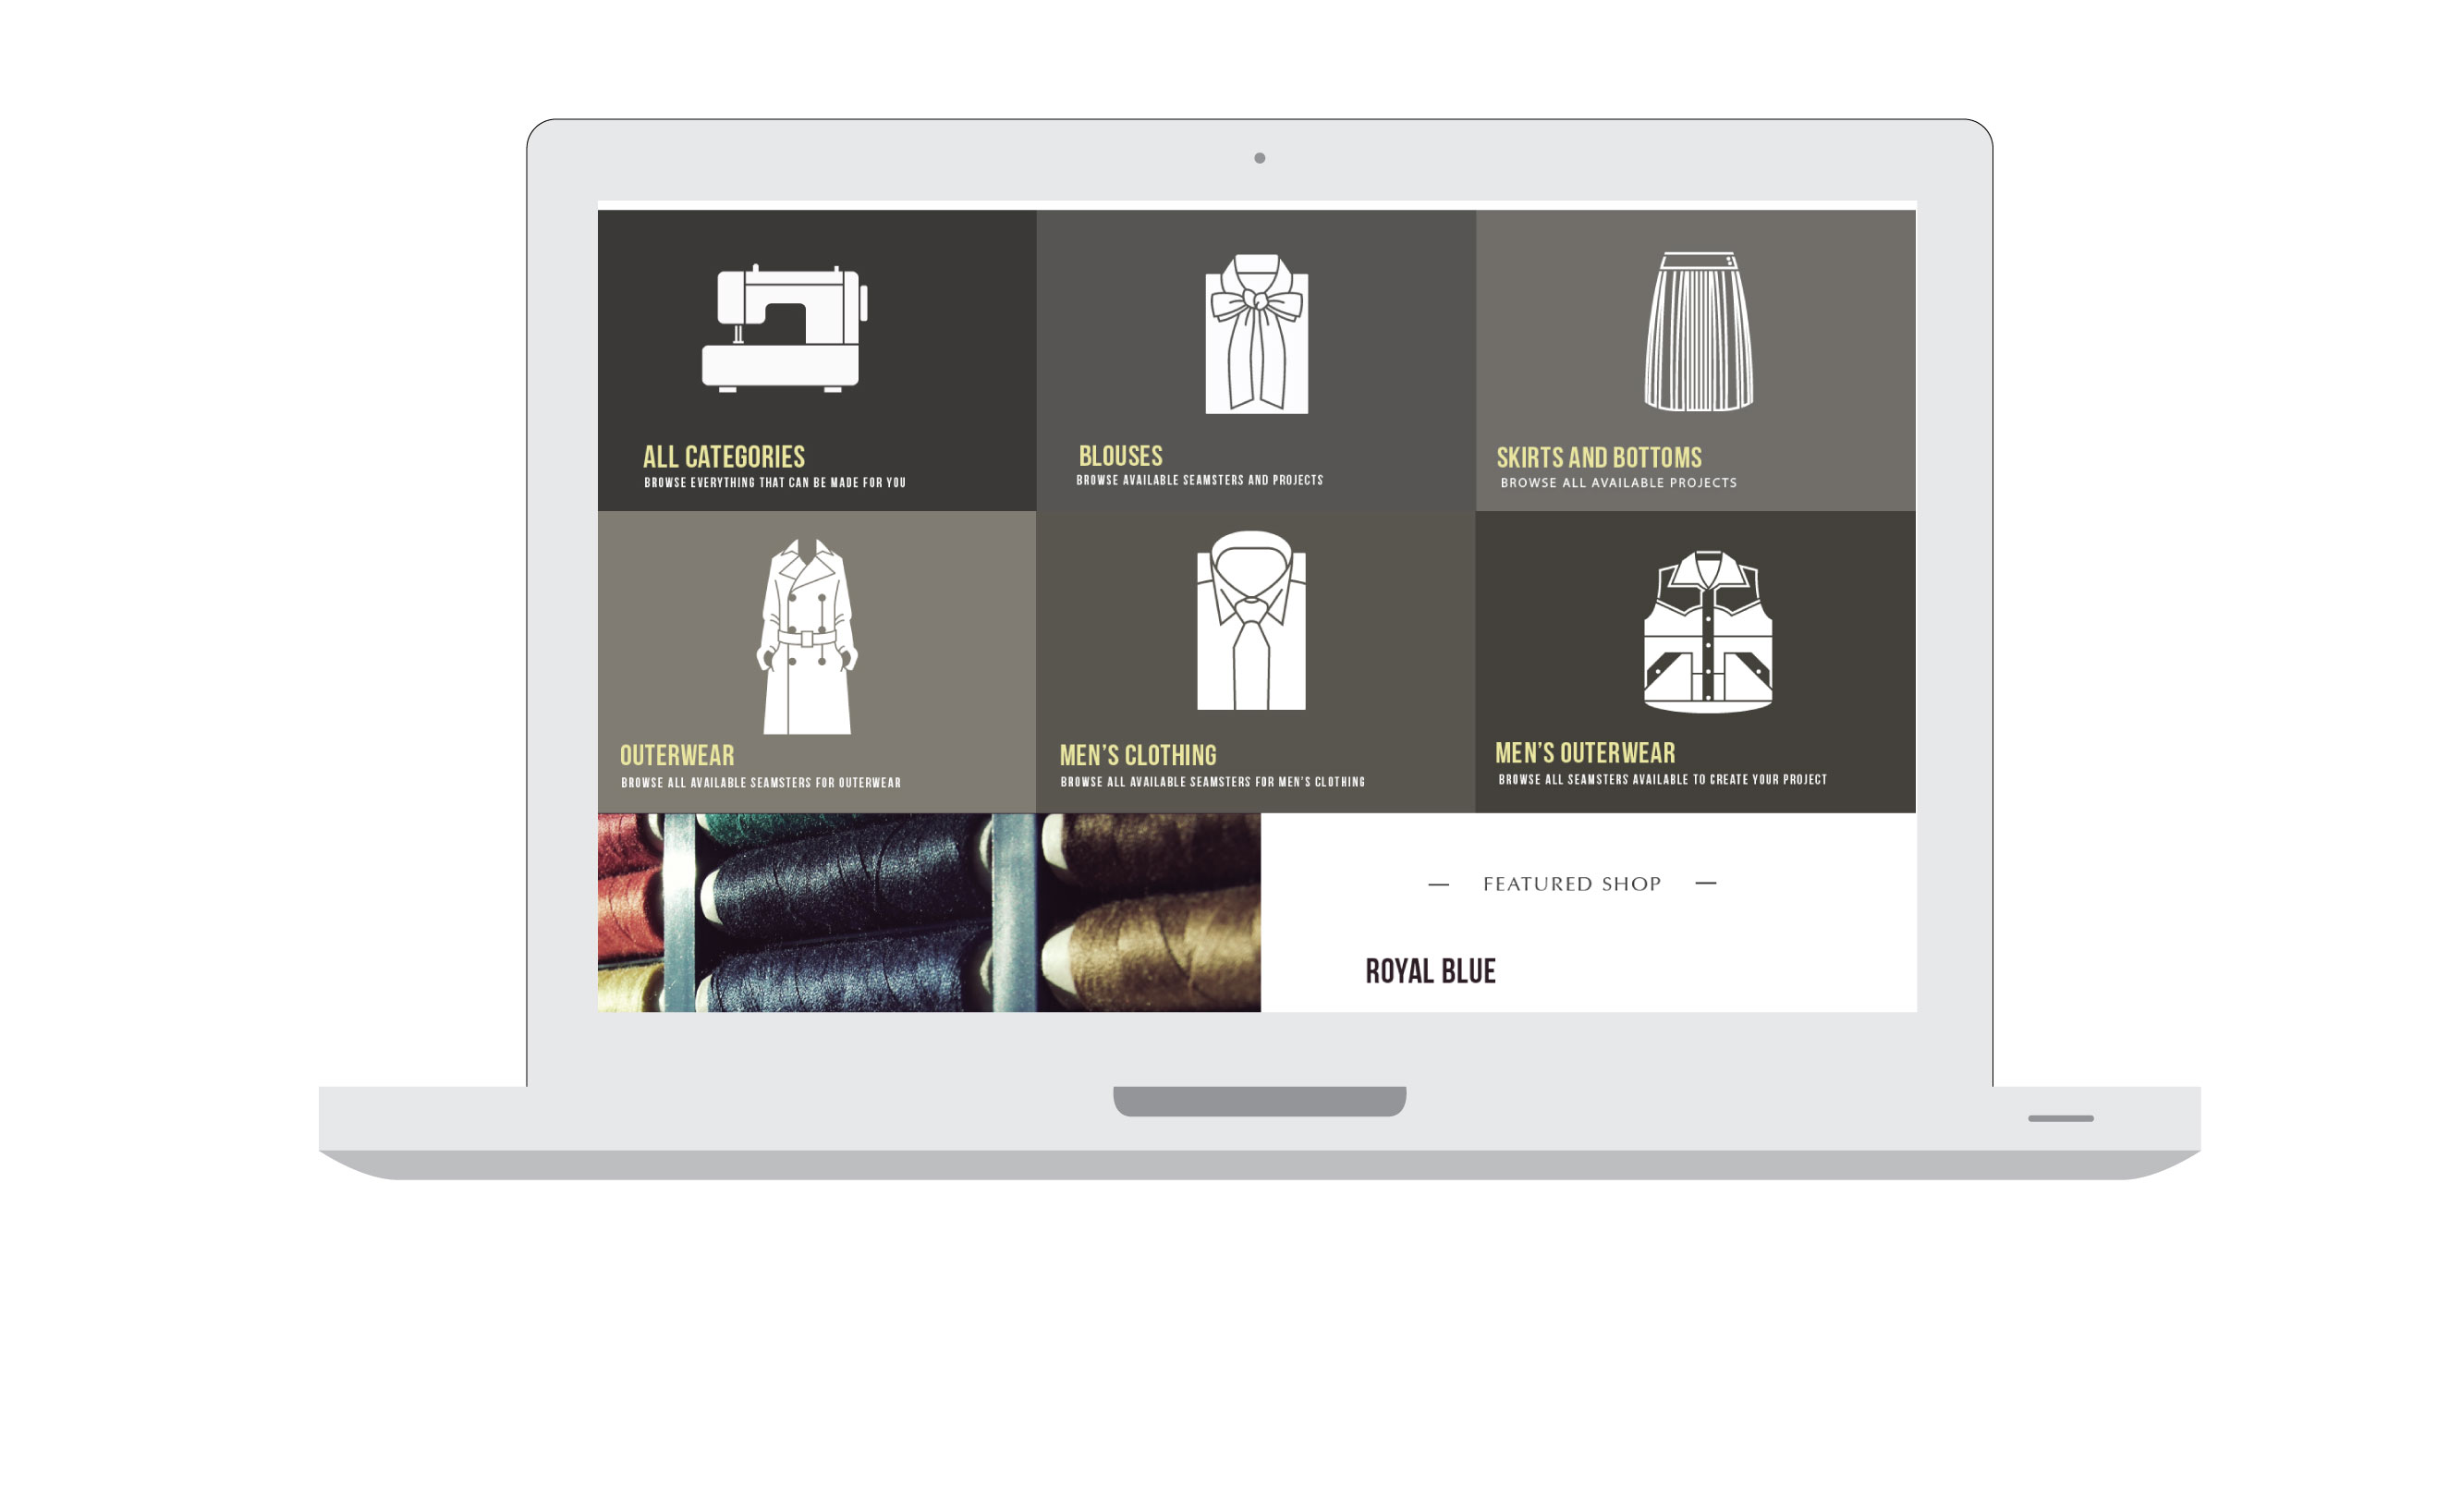 ALL CATEGORIES
BROWSE EVERYTHING THAT CAN BE MADE FOR YOU
BLOUSES
BROWSE AVAILABLE SEAMSTERS AND PROJECTS
SKIRTS AND BOTTOMS
BROWSE ALL AVAILABLE PROJECTS
OUTERWEAR
BROWSE ALL AVAILABLE SEAMSTERS FOR OUTERWEAR
MEN'S CLOTHING
BROWSE ALL AVAILABLE SEAMSTERS FOR MEN'S CLOTHING
MEN'S OUTERWEAR
BROWSE ALL SEAMSTERS AVAILABLE TO CREATE YOUR PROJECT
— FEATURED SHOP —
ROYAL BLUE